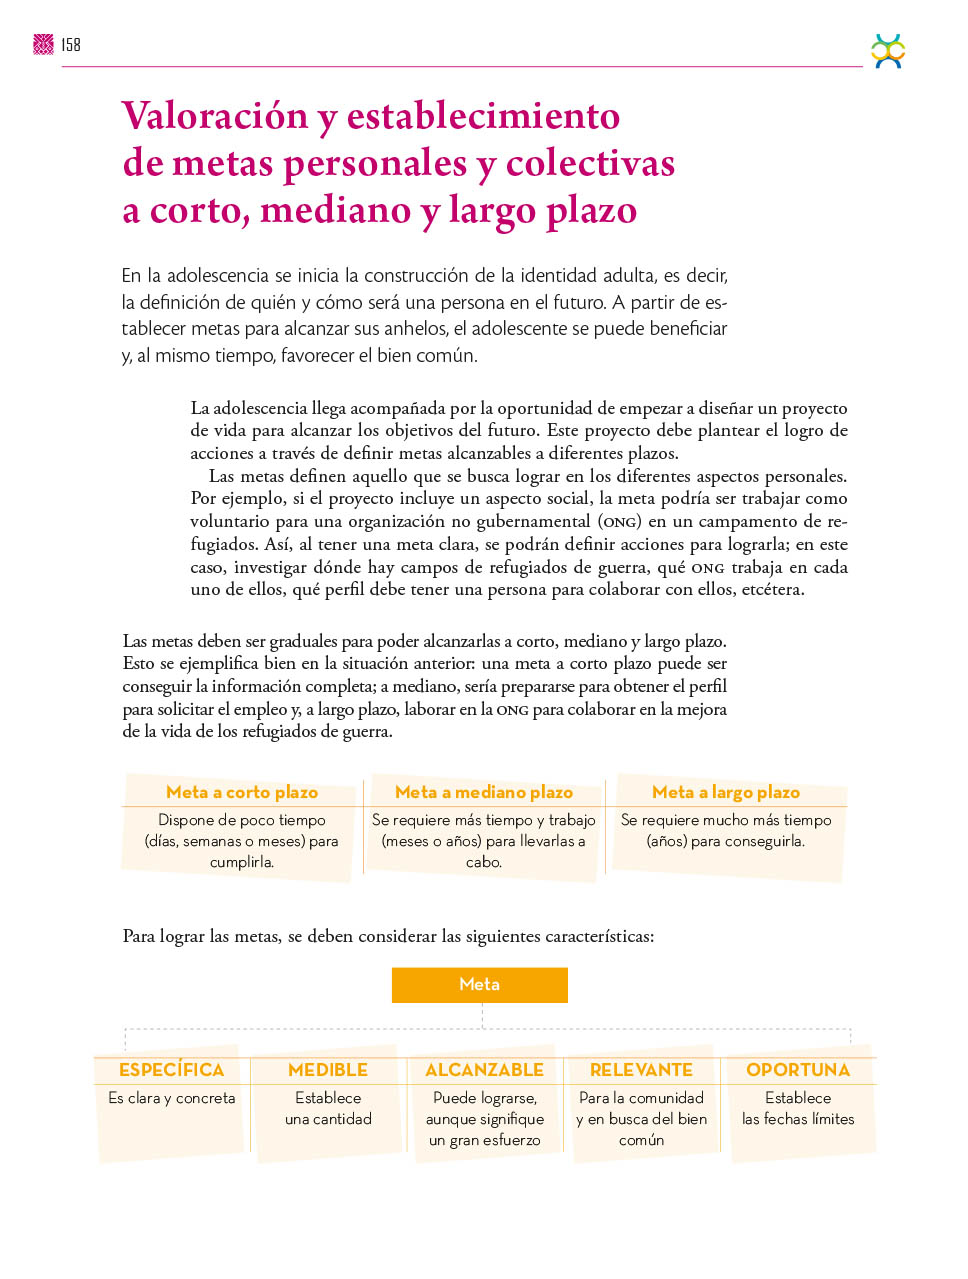 158
Valoración y establecimiento
de metas personales y colectivas
a corto, mediano y largo plazo
En la adolescencia se inicia la construcción de la identidad adulta, es decir,
la definición de quién y cómo será una persona en el futuro. A partir de es-
tablecer metas para alcanzar sus anhelos, el adolescente se puede beneficiar
y, al mismo tiempo, favorecer el bien común.
La adolescencia llega acompañada por la oportunidad de empezar a diseñar un proyecto
de vida para alcanzar los objetivos del futuro. Este proyecto debe plantear el logro de
acciones a través de definir metas alcanzables a diferentes plazos.
Las metas definen aquello que se busca lograr en los diferentes aspectos personales.
Por ejemplo, si el proyecto incluye un aspecto social, la meta podría ser trabajar como
voluntario para una organización no gubernamental (ONG) en un campamento de re-
fugiados. Así, al tener una meta clara, se podrán definir acciones para lograrla; en este
caso, investigar dónde hay campos de refugiados de guerra, qué ONG trabaja en cada
uno de ellos, qué perfil debe tener una persona para colaborar con ellos, etcétera.
Las metas deben ser graduales para poder alcanzarlas a corto, mediano y largo plazo.
Esto se ejemplifica bien en la situación anterior: una meta a corto plazo puede ser
conseguir la información completa; a mediano, sería prepararse para obtener el perfil
para solicitar el empleo y, a largo plazo, laborar en la ONG para colaborar en la mejora
de la vida de los refugiados de guerra.
Meta a corto plazo
Dispone de poco tiempo
(días, semanas o meses) para
cumplirla.
Meta a mediano plazo
Se requiere más tiempo y trabajo
(meses o años) para llevarlas a
cabo.
Meta a largo plazo
Se requiere mucho más tiempo
(años) para conseguirla.
Para lograr las metas, se deben considerar las siguientes características:
Meta
ESPECÍFICA
Es clara y concreta
MEDIBLE
Establece
una cantidad
ALCANZABLE
Puede lograrse,
aunque signifique
un gran esfuerzo
RELEVANTE
Para la comunidad
y en busca del bien
común
OPORTUNA
Establece
las fechas límites